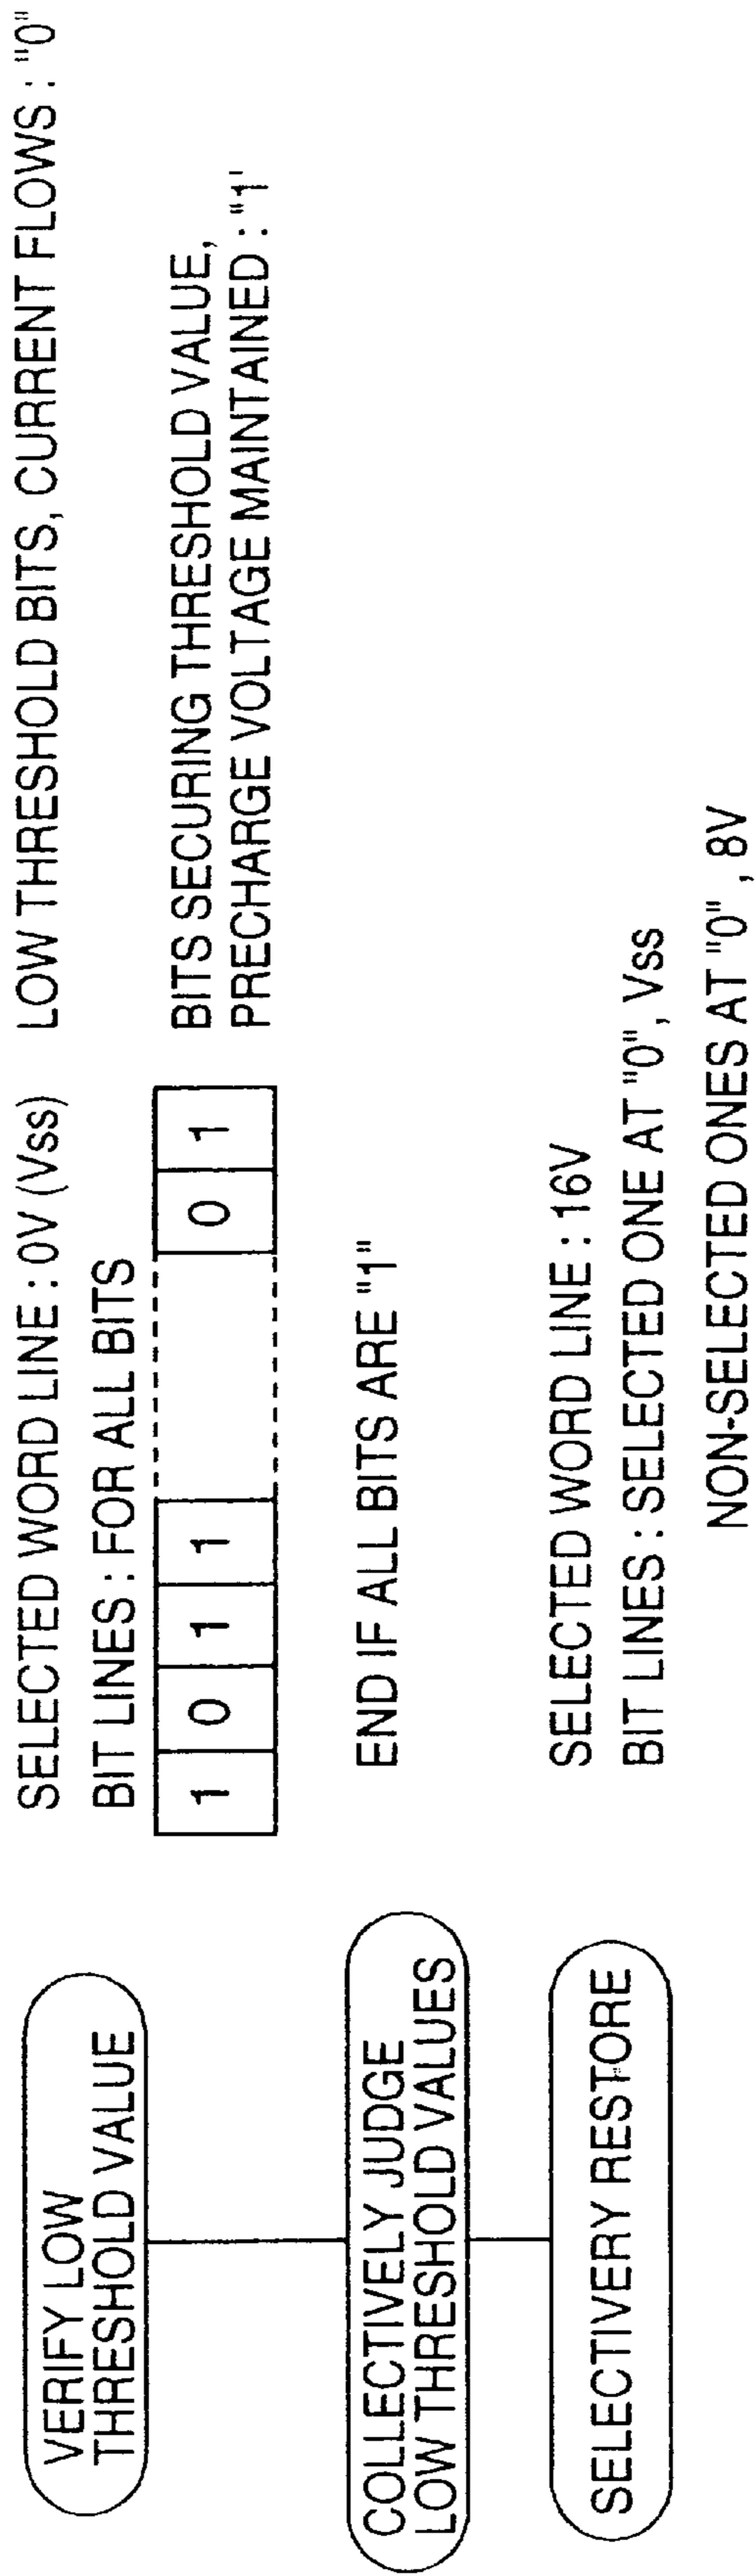 VERIFY LOW
THRESHOLD VALUE
SELECTED WORD LINE : 0V (Vss)
BIT LINES : FOR ALL BITS
1 0 1 1 0 1
LOW THRESHOLD BITS, CURRENT FLOWS : "0"
BITS SECURING THRESHOLD VALUE,
PRECHARGE VOLTAGE MAINTAINED : "1'
COLLECTIVELY JUDGE
LOW THRESHOLD VALUES
END IF ALL BITS ARE "1"
SELECTIVERY RESTORE
SELECTED WORD LINE : 16V
BIT LINES : SELECTED ONE AT "0", Vss
NON-SELECTED ONES AT "0" , 8V